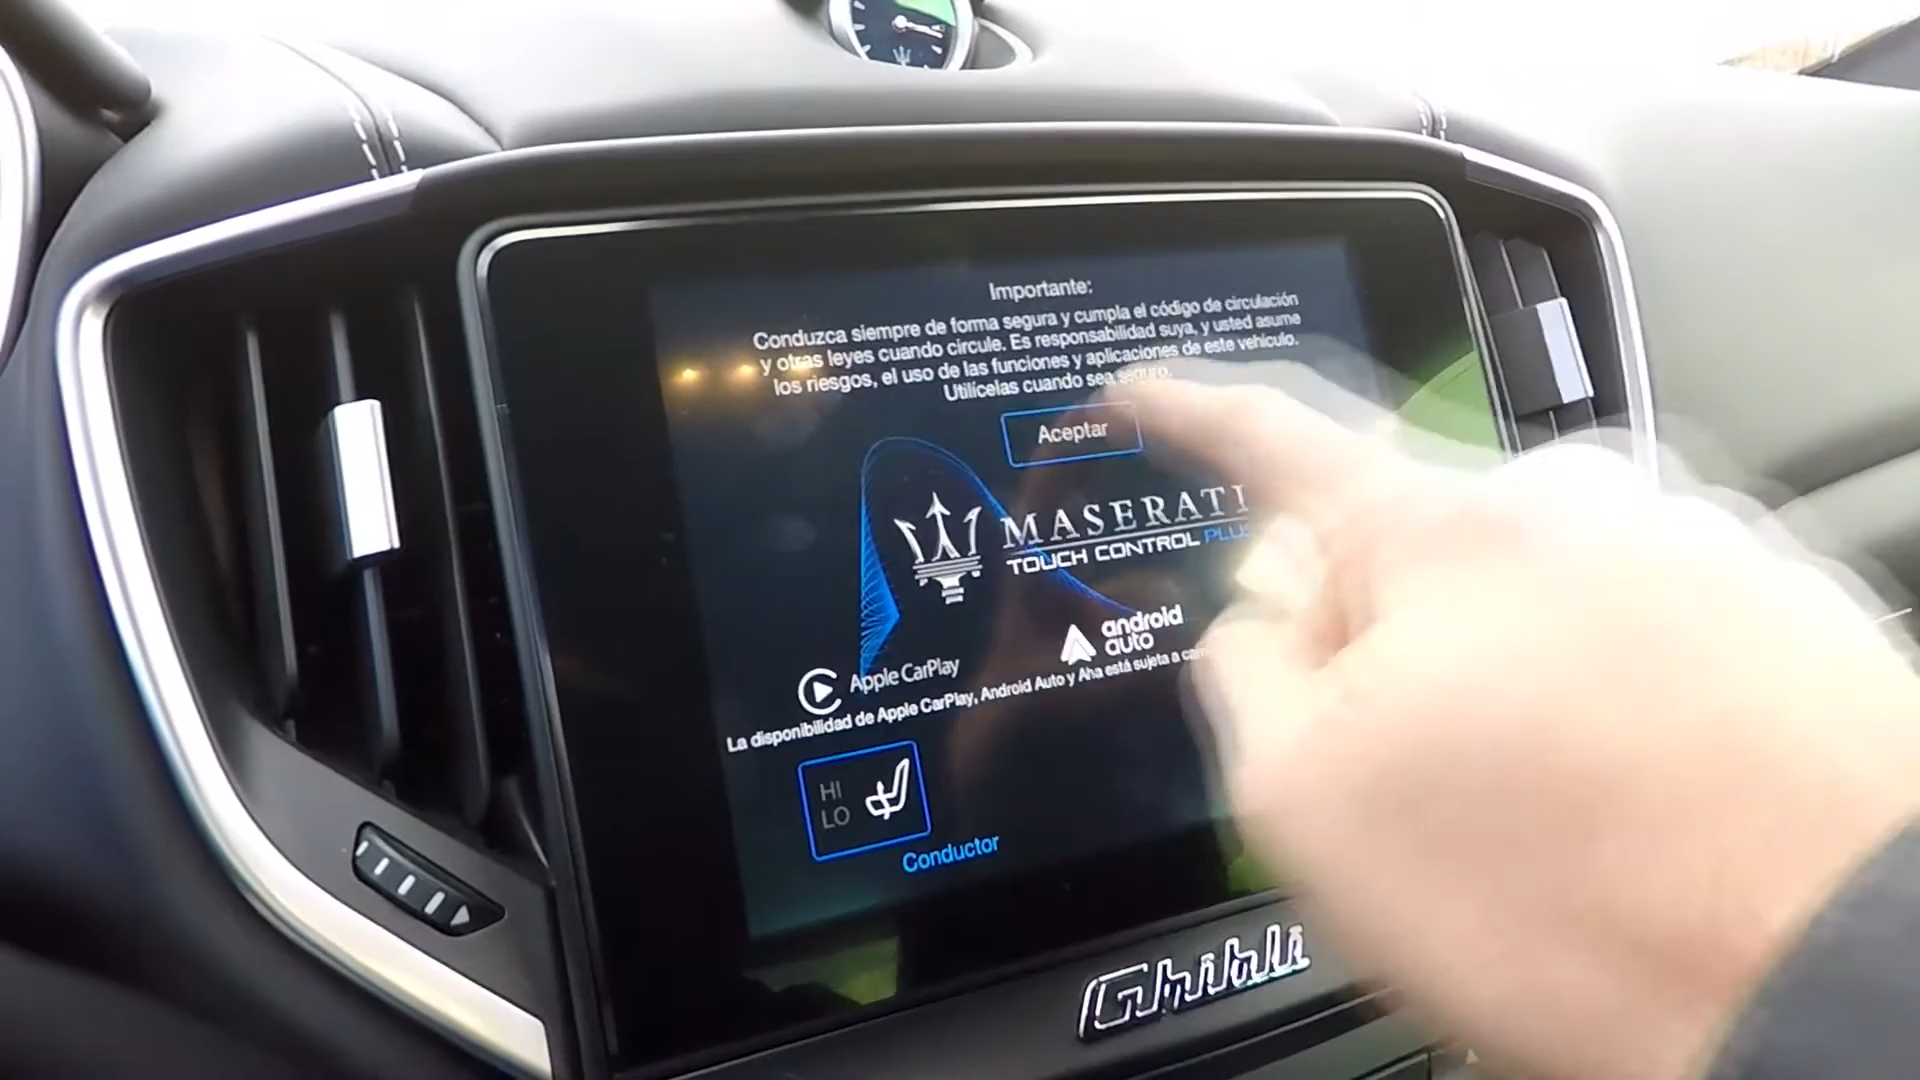 Importante:
Conduzca siempre de forma segura y cumpla el código de circulación
y otras leyes cuando circule. Es responsabilidad suya, y usted asume
los riesgos, el uso de las funciones y aplicaciones de este vehículo.
Utilícelas cuando sea seguro.
Aceptar
MASERATI
TOUCH CONTROL PLUS
android
auto
Apple CarPlay
La disponibilidad de Apple CarPlay, Android Auto y Aha está sujeta a
HI
LO
Conductor
Ghibli